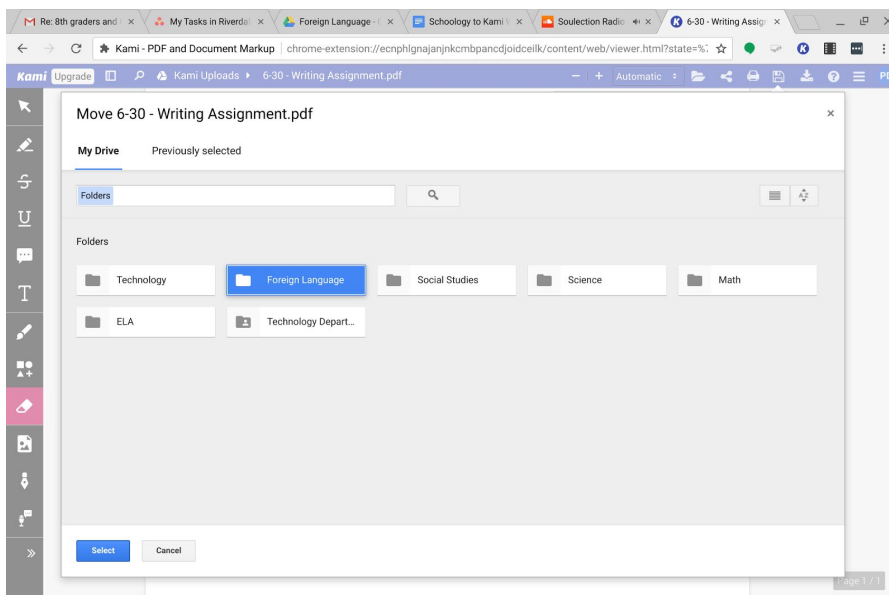 Re: 8th graders and
My Tasks in Riverdal
Foreign Language -
Schoology to Kami
Soulection Radio
6-30 - Writing Assign
Kami - PDF and Document Markup
chrome-extension://ecnphlgnajanjnkcmbpancdjoidceilk/content/web/viewer.html?state=%
Kami Upgrade Kami Uploads 6-30 - Writing Assignment.pdf Automatic
Move 6-30 - Writing Assignment.pdf
My Drive Previously selected
Folders
Folders
Technology Foreign Language Social Studies Science Math
ELA Technology Depart...
Select Cancel
Page 1 / 1